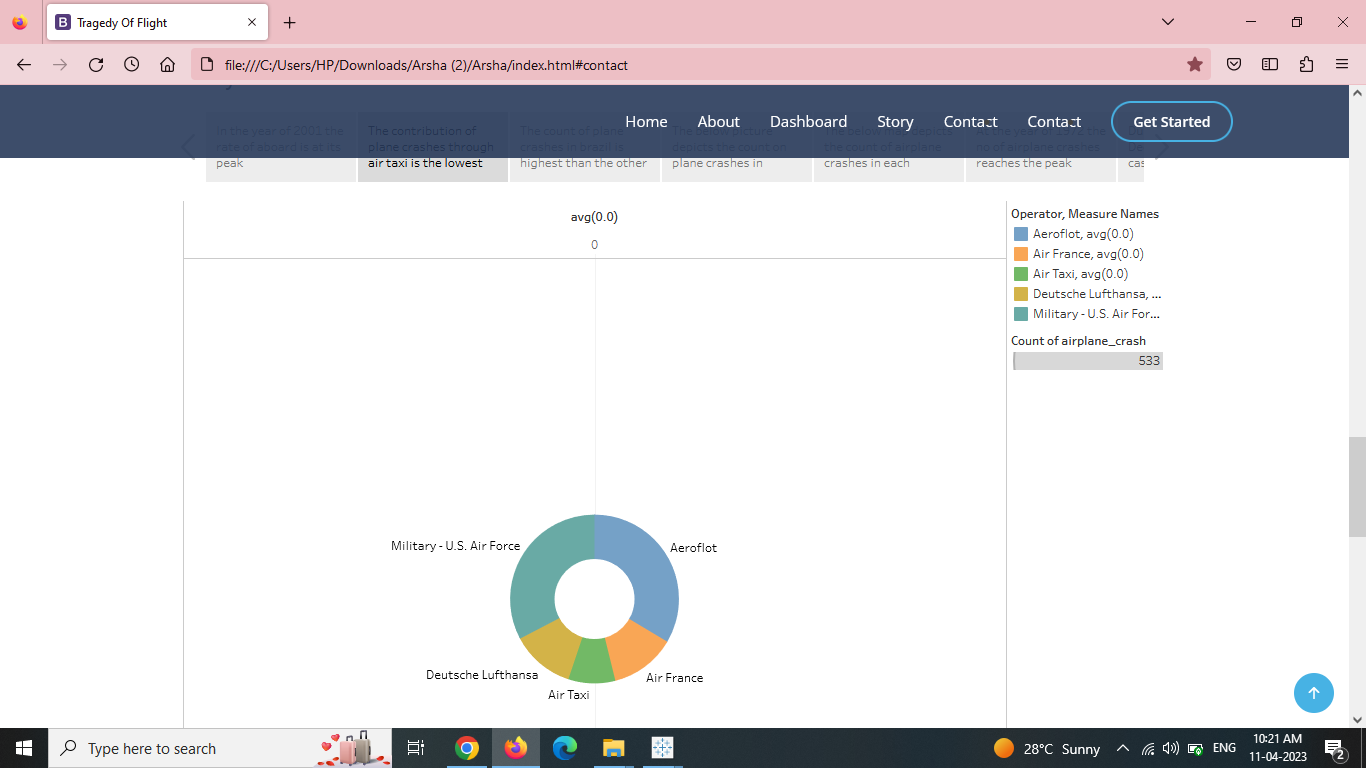 Tragedy Of Flight
file:///C:/Users/HP/Downloads/Arsha (2)/Arsha/index.html#contact
Home About Dashboard Story Contact Contact Get Started
In the year of 2001 the
rate of aboard is at its
peak
The contribution of
plane crashes through
air taxi is the lowest
The count of plane
crashes in brazil is
highest than the other
The below picture
depicts the count on
plane crashes in
the count of airplane
crashes in each
no of airplane crashes
reaches the peak
cas
avg(0.0)
0
Operator, Measure Names
Aeroflot, avg(0.0)
Air France, avg(0.0)
Air Taxi, avg(0.0)
Deutsche Lufthansa, ...
Military - U.S. Air For...
Count of airplane_crash
533
Military - U.S. Air Force
Aeroflot
Deutsche Lufthansa
Air France
Air Taxi
Type here to search
28°C Sunny
ENG
10:21 AM
11-04-2023
2